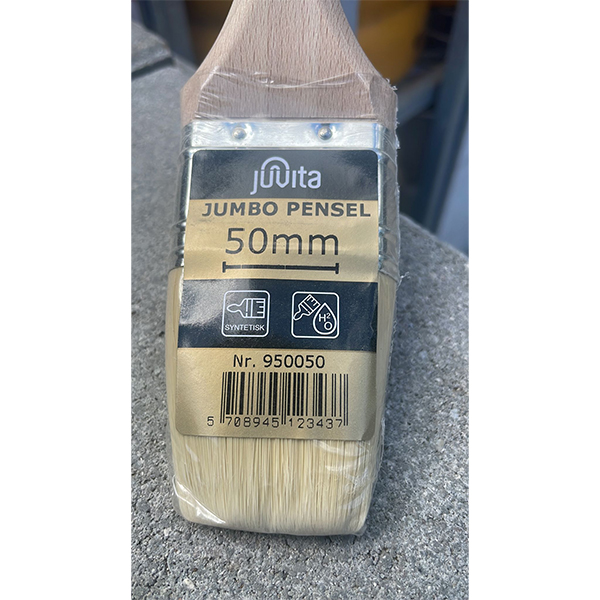 juvita
JUMBO PENSEL
50mm
SYNTETISK
H2O
Nr. 950050
5 708945 123437